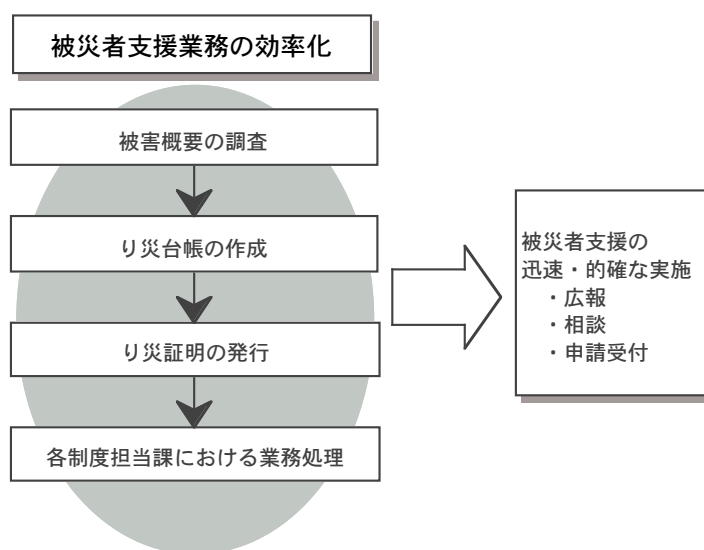 被災者支援業務の効率化
被害概要の調査
り災台帳の作成
り災証明の発行
各制度担当課における業務処理
被災者支援の
迅速・的確な実施
・広報
・相談
・申請受付